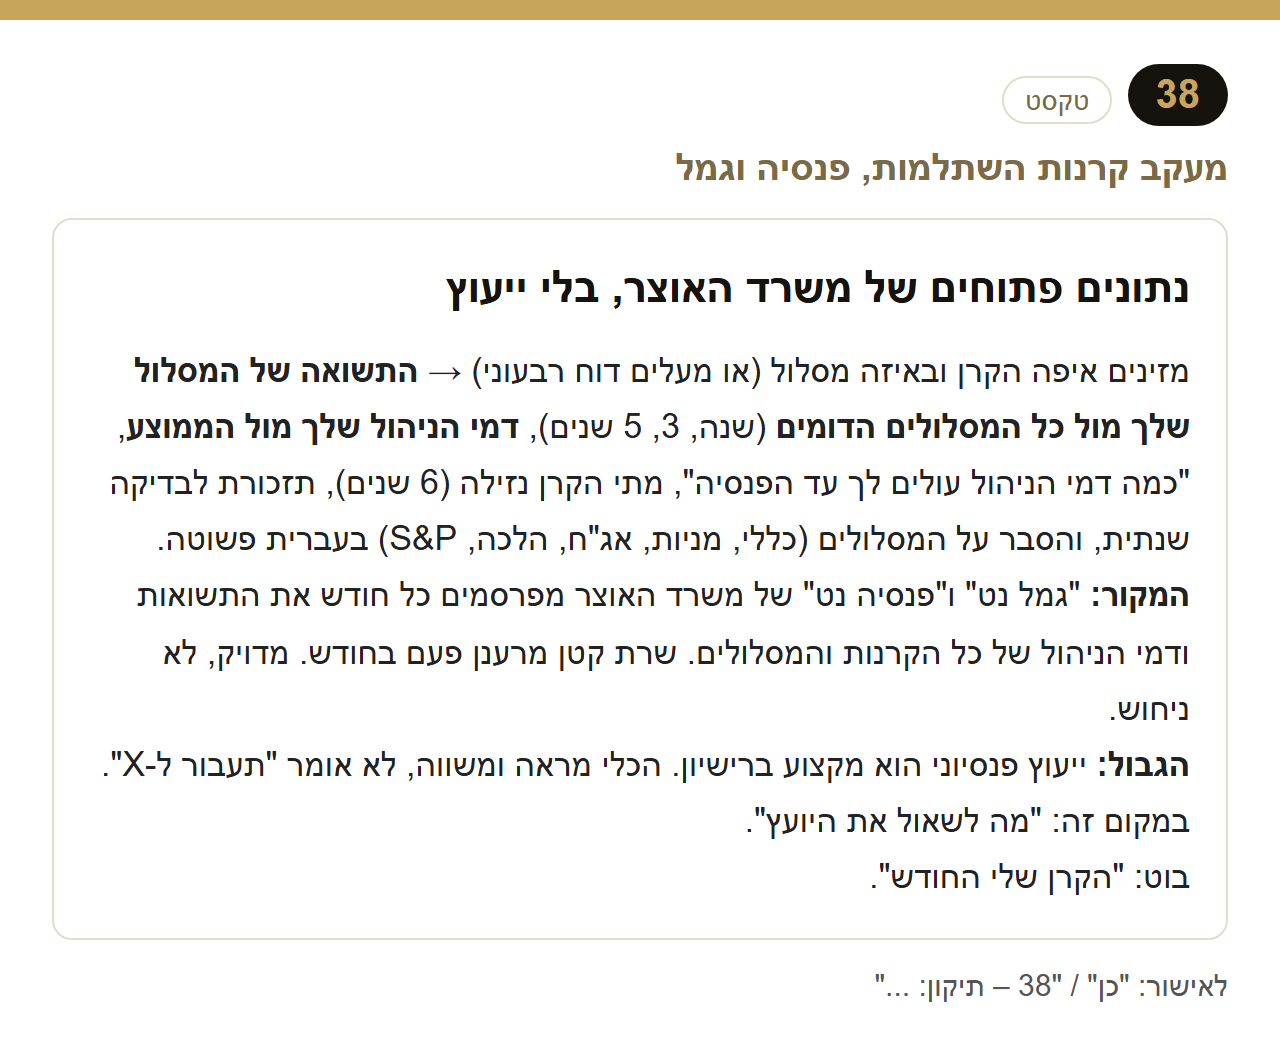 38
טקסט
מעקב קרנות השתלמות, פנסיה וגמל
נתונים פתוחים של משרד האוצר, בלי ייעוץ
מזינים איפה הקרן ובאיזה מסלול (או מעלים דוח רבעוני) → התשואה של המסלול
שלך מול כל המסלולים הדומים (שנה, 3, 5 שנים), דמי הניהול שלך מול הממוצע,
"כמה דמי הניהול עולים לך עד הפנסיה", מתי הקרן נזילה (6 שנים), תזכורת לבדיקה
שנתית, והסבר על המסלולים (כללי, מניות, אג"ח, הלכה, S&P) בעברית פשוטה.
המקור: "גמל נט" ו"פנסיה נט" של משרד האוצר מפרסמים כל חודש את התשואות
ודמי הניהול של כל הקרנות והמסלולים. שרת קטן מרענן פעם בחודש. מדויק, לא
ניחוש.
הגבול: ייעוץ פנסיוני הוא מקצוע ברישיון. הכלי מראה ומשווה, לא אומר "תעבור ל-X".
במקום זה: "מה לשאול את היועץ".
בוט: "הקרן שלי החודש".
לאישור: "כן" / "38 – תיקון: ..."